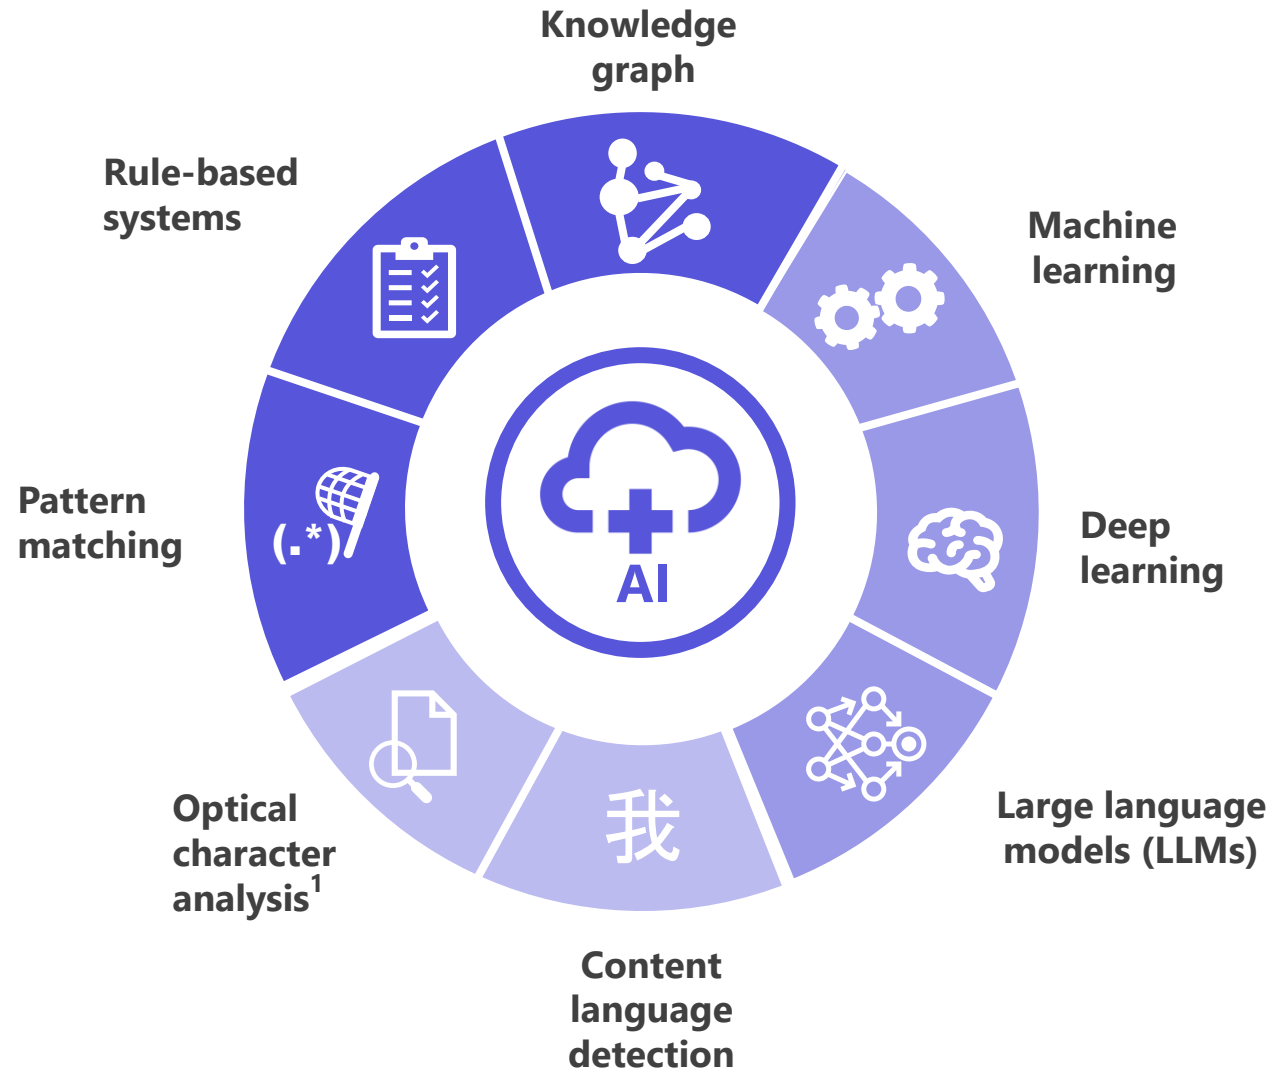 Knowledge
graph
Rule-based
systems
Machine
learning
Pattern
matching
(.*)
AI
Deep
learning
Optical
character
analysis¹
我
Large language
models (LLMs)
Content
language
detection